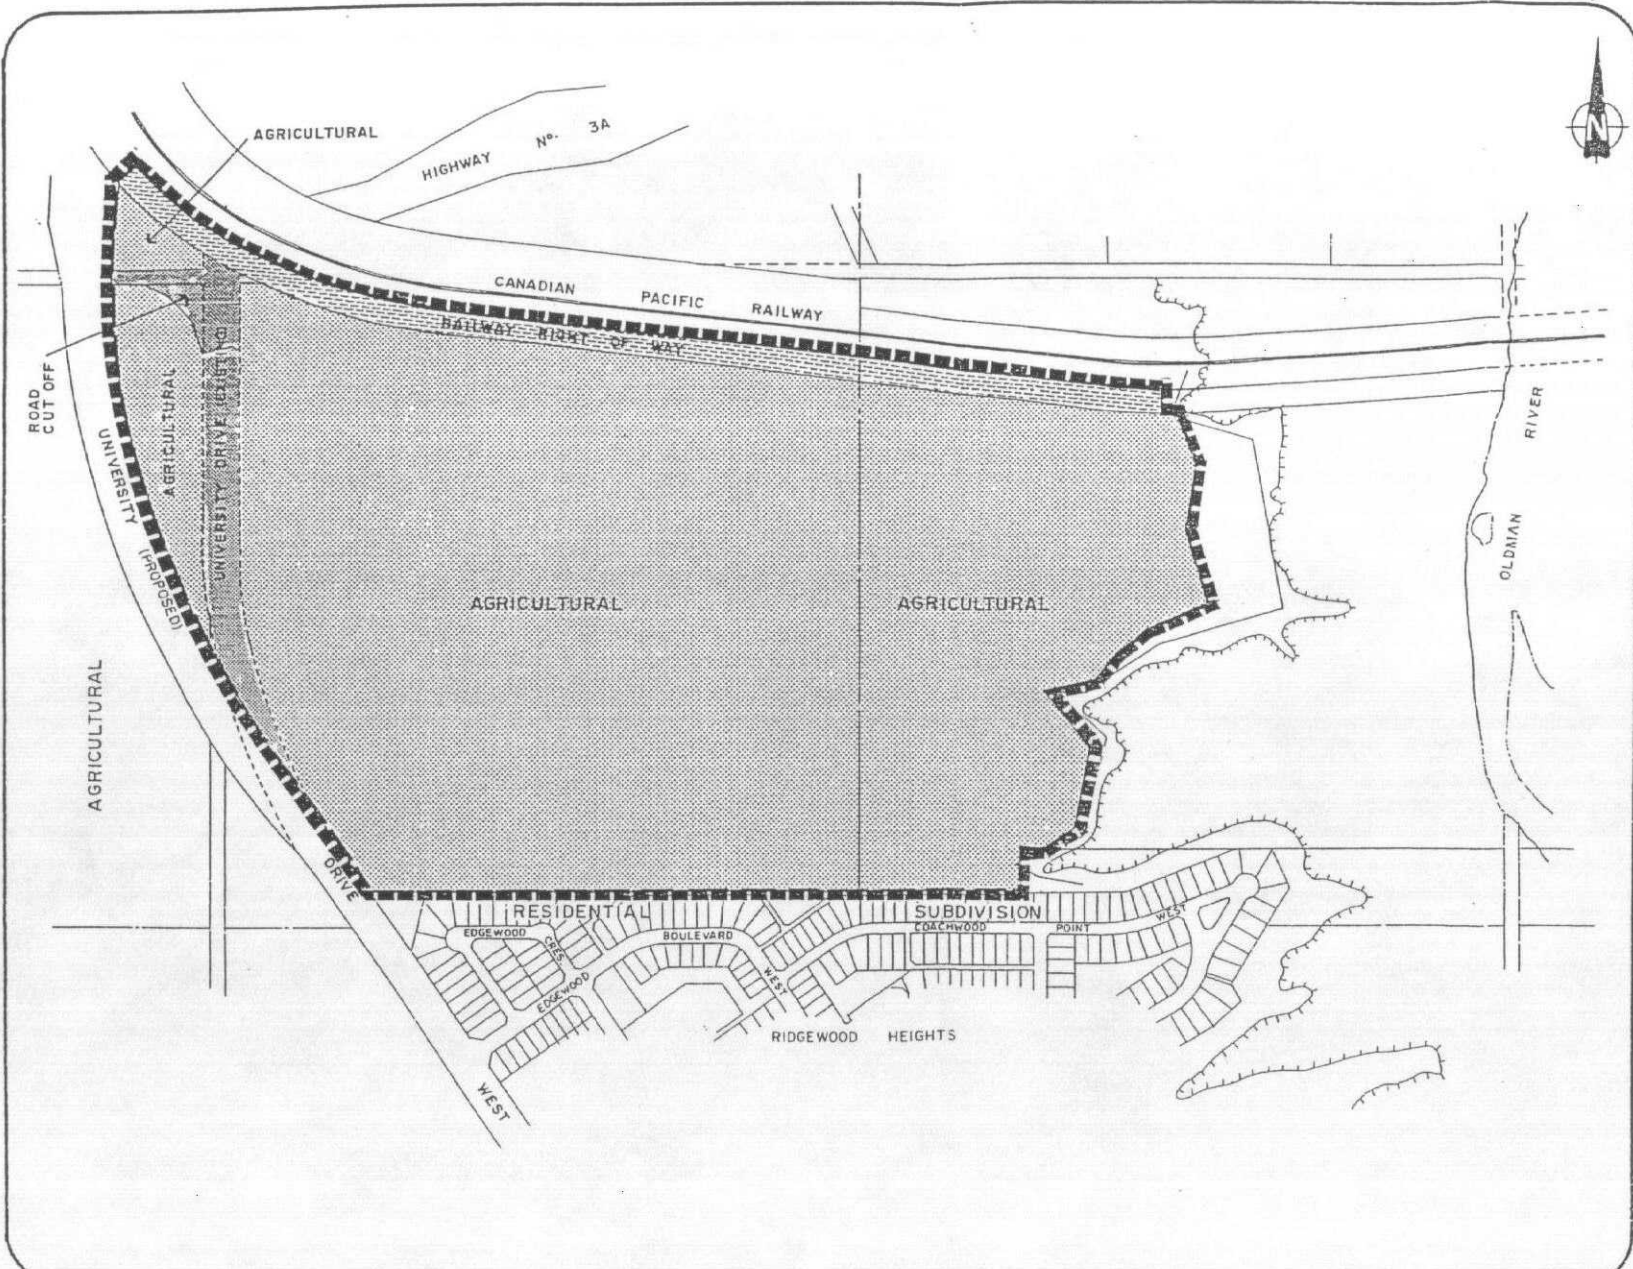 N
AGRICULTURAL
HIGHWAY Nº. 3A
CANADIAN PACIFIC RAILWAY
RAILWAY RIGHT OF WAY
ROAD
CUT OFF
AGRICULTURAL
UNIVERSITY DRIVE (EXIST'G)
UNIVERSITY
(PROPOSED)
DRIVE
WEST
AGRICULTURAL
AGRICULTURAL
AGRICULTURAL
OLDMAN RIVER
RESIDENTIAL SUBDIVISION
EDGEWOOD
CRES
EDGEWOOD
BOULEVARD
WEST
COACHWOOD POINT WEST
RIDGEWOOD HEIGHTS